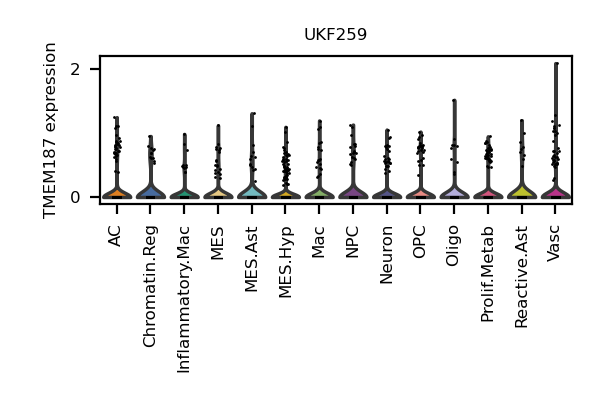 UKF259
TMEM187 expression
2
0
AC
Chromatin.Reg
Inflammatory.Mac
MES
MES.Ast
MES.Hyp
Mac
NPC
Neuron
OPC
Oligo
Prolif.Metab
Reactive.Ast
Vasc